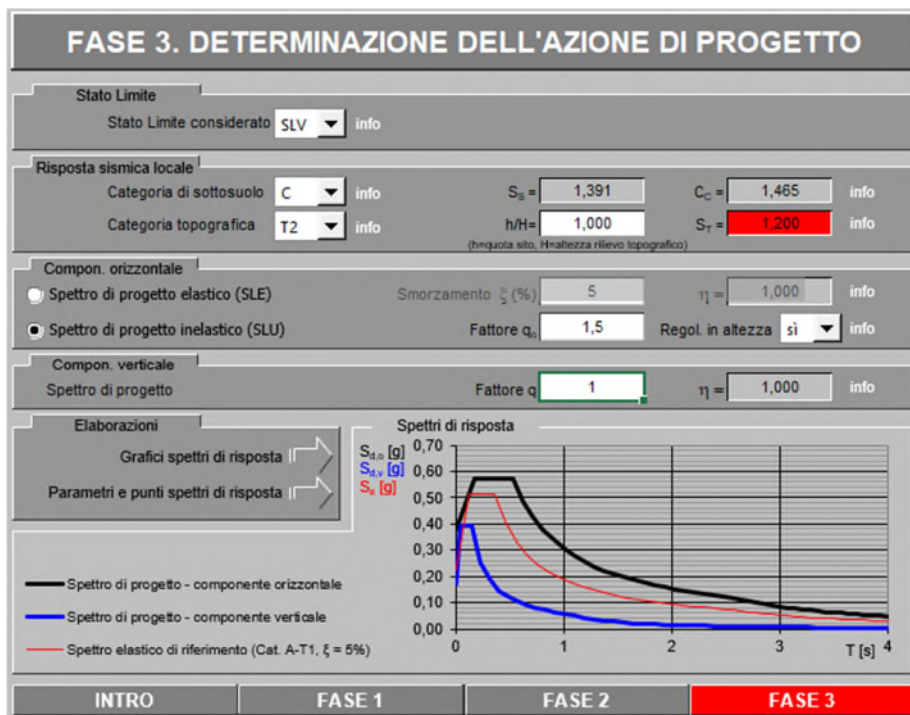 FASE 3. DETERMINAZIONE DELL'AZIONE DI PROGETTO
Stato Limite
Stato Limite considerato SLV info
Risposta sismica locale
Categoria di sottosuolo C info S_S = 1,391 C_C = 1,465 info
Categoria topografica T2 info h/H= 1,000 S_T = 1,200 info
(h=quota sito, H=altezza rilievo topografico)
Compon. orizzontale
Spettro di progetto elastico (SLE) Smorzamento ξ (%) 5 η = 1,000 info
Spettro di progetto inelastico (SLU) Fattore q_o 1,5 Regol. in altezza sì info
Compon. verticale
Spettro di progetto Fattore q 1 η = 1,000 info
Elaborazioni
Grafici spettri di risposta
Parametri e punti spettri di risposta
Spettri di risposta
S_d,o [g]
S_d,v [g]
S_e [g]
0,70
0,60
0,50
0,40
0,30
0,20
0,10
0,00
0 1 2 3 4
T [s]
Spettro di progetto - componente orizzontale
Spettro di progetto - componente verticale
Spettro elastico di riferimento (Cat. A-T1, ξ = 5%)
INTRO FASE 1 FASE 2 FASE 3